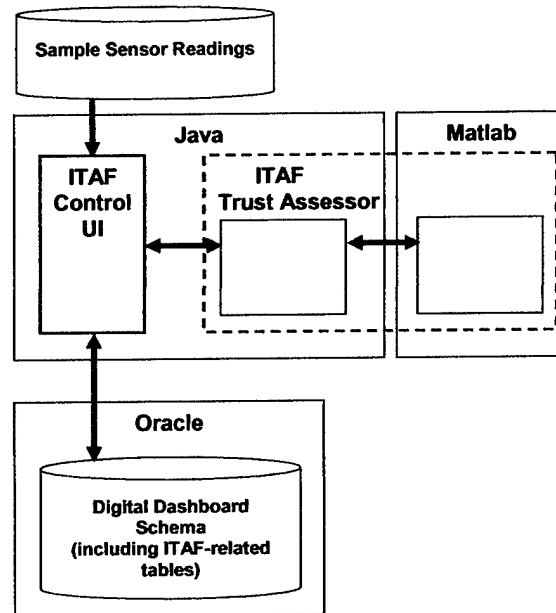 Sample Sensor Readings
Java
Matlab
ITAF
Control
UI
ITAF
Trust Assessor
Oracle
Digital Dashboard
Schema
(including ITAF-related
tables)